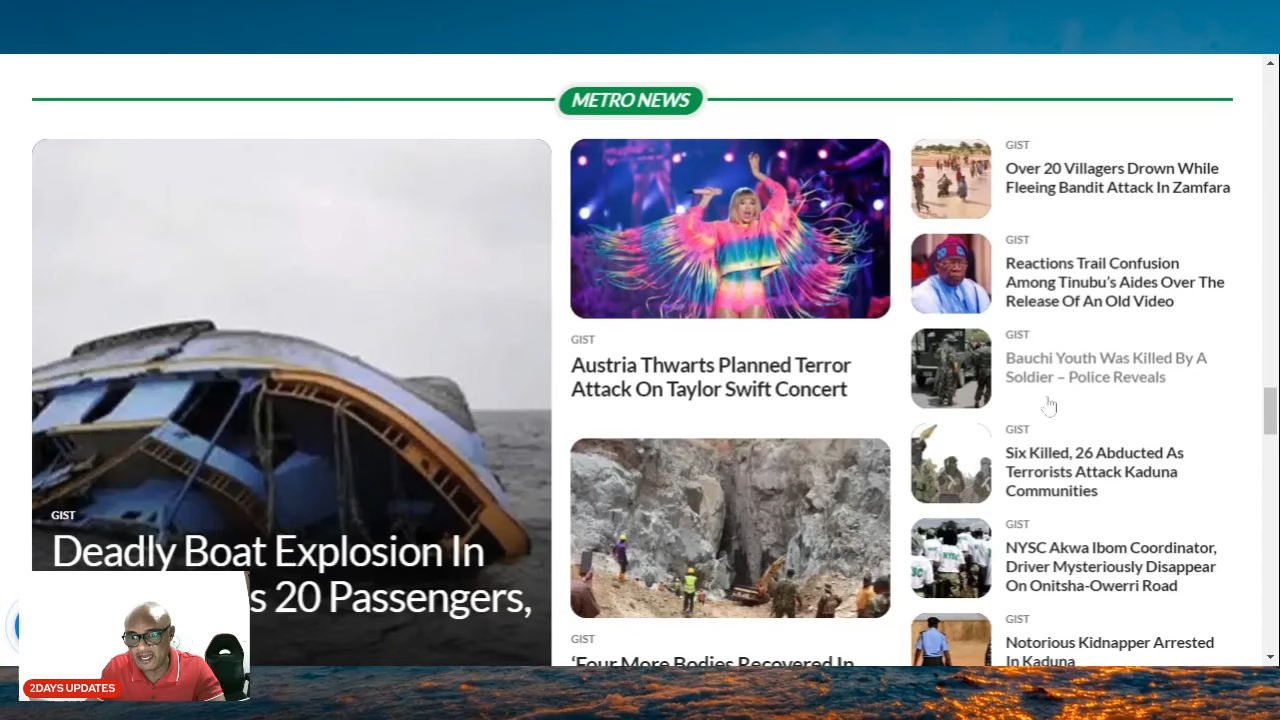 METRO NEWS
GIST
Deadly Boat Explosion In
s 20 Passengers,
2DAYS UPDATES
GIST
Austria Thwarts Planned Terror
Attack On Taylor Swift Concert
GIST
‘Four More Bodies Recovered In
GIST
Over 20 Villagers Drown While
Fleeing Bandit Attack In Zamfara
GIST
Reactions Trail Confusion
Among Tinubu’s Aides Over The
Release Of An Old Video
GIST
Bauchi Youth Was Killed By A
Soldier – Police Reveals
GIST
Six Killed, 26 Abducted As
Terrorists Attack Kaduna
Communities
GIST
NYSC Akwa Ibom Coordinator,
Driver Mysteriously Disappear
On Onitsha-Owerri Road
GIST
Notorious Kidnapper Arrested
In Kaduna